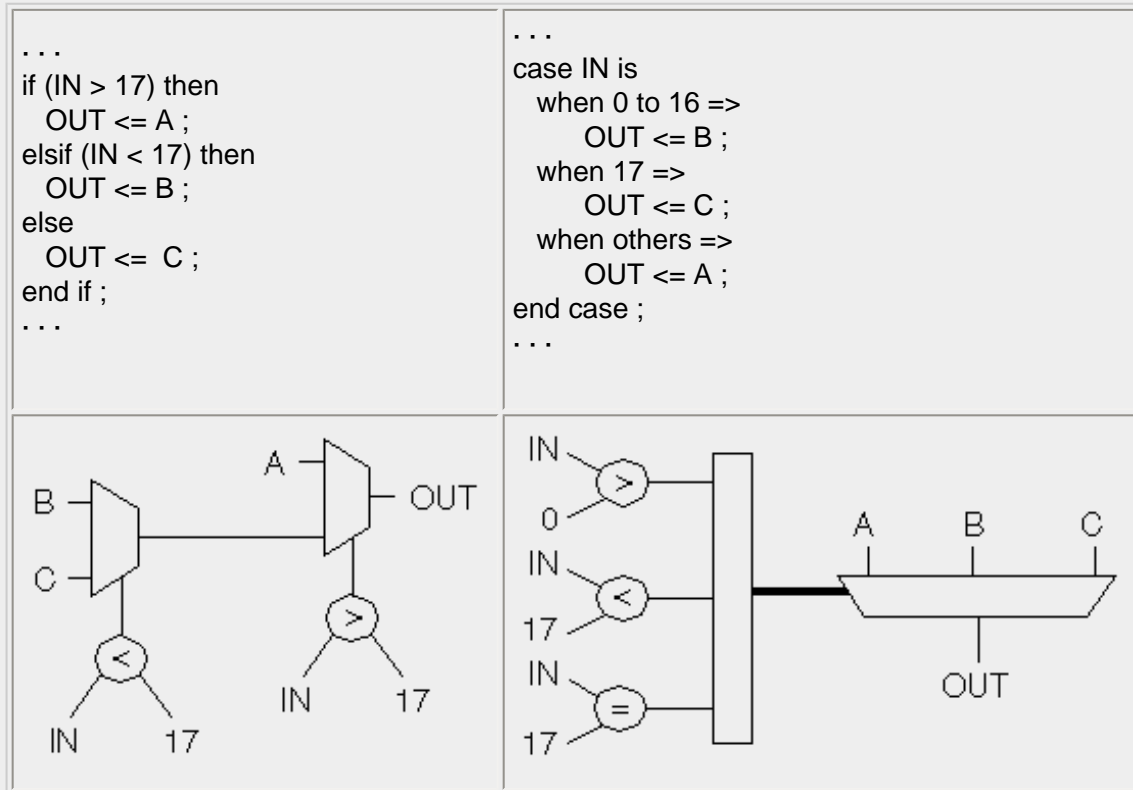 . . .
if (IN > 17) then
OUT <= A ;
elsif (IN < 17) then
OUT <= B ;
else
OUT <=  C ;
end if ;
. . .
. . .
case IN is
when 0 to 16 =>
OUT <= B ;
when 17 =>
OUT <= C ;
when others =>
OUT <= A ;
end case ;
. . .
A
B
OUT
C
<
>
IN
17
IN
17
IN
>
0
IN
<
17
IN
=
17
A B C
OUT